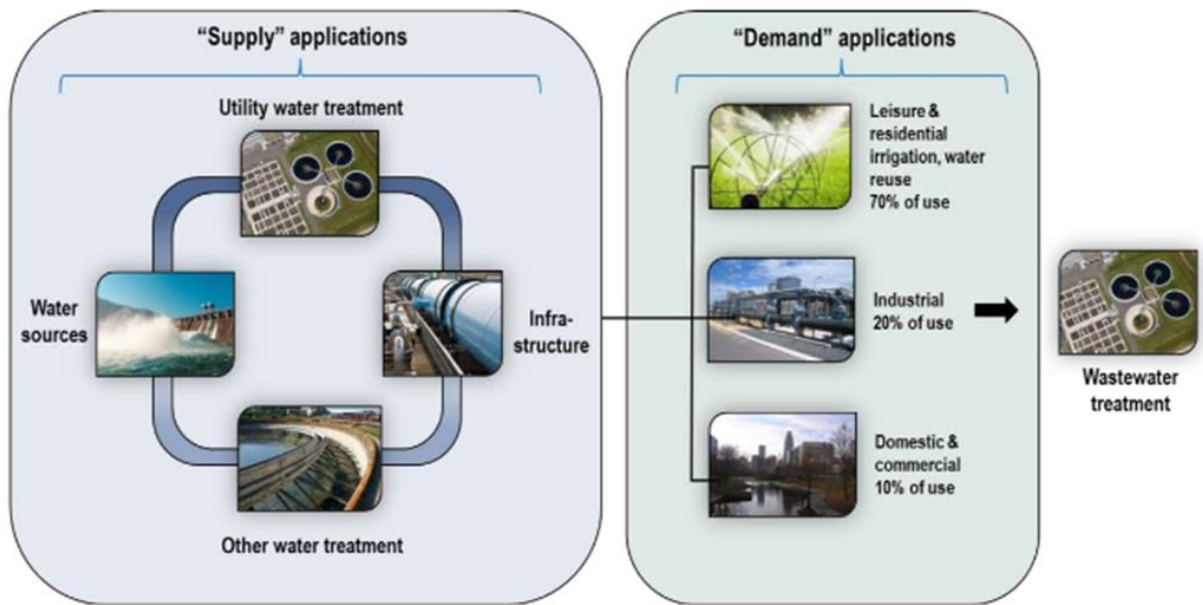 “Supply” applications
Utility water treatment
Water
sources
Infra-
structure
Other water treatment
“Demand” applications
Leisure &
residential
irrigation, water
reuse
70% of use
Industrial
20% of use
Domestic &
commercial
10% of use
Wastewater
treatment